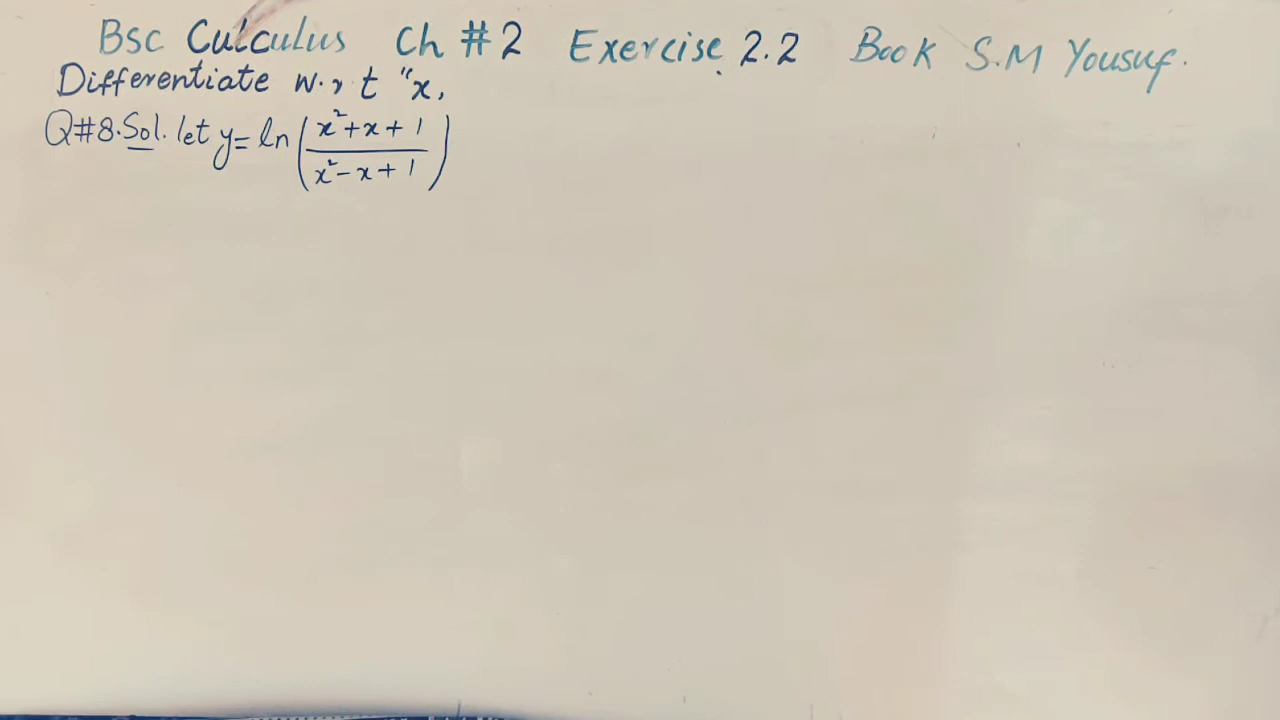 Bsc Calculus Ch #2 Exercise 2.2 Book S.M Yousuf.
Differentiate w.r t "x,
Q#8.Sol. let y= ln(x²+x+1 / x²-x+1)